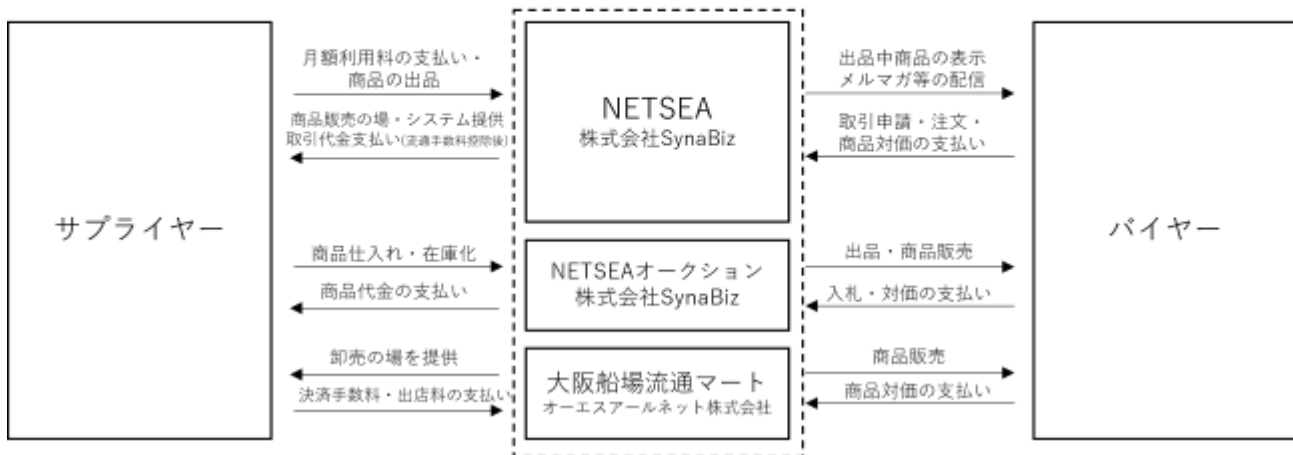 サプライヤー
月額利用料の支払い・
商品の出品
商品販売の場・システム提供
取引代金支払い(流通手数料控除後)
商品仕入れ・在庫化
商品代金の支払い
卸売の場を提供
決済手数料・出店料の支払い
NETSEA
株式会社SynaBiz
NETSEAオークション
株式会社SynaBiz
大阪船場流通マート
オーエスアールネット株式会社
出品中商品の表示
メルマガ等の配信
取引申請・注文・
商品対価の支払い
出品・商品販売
入札・対価の支払い
商品販売
商品対価の支払い
バイヤー